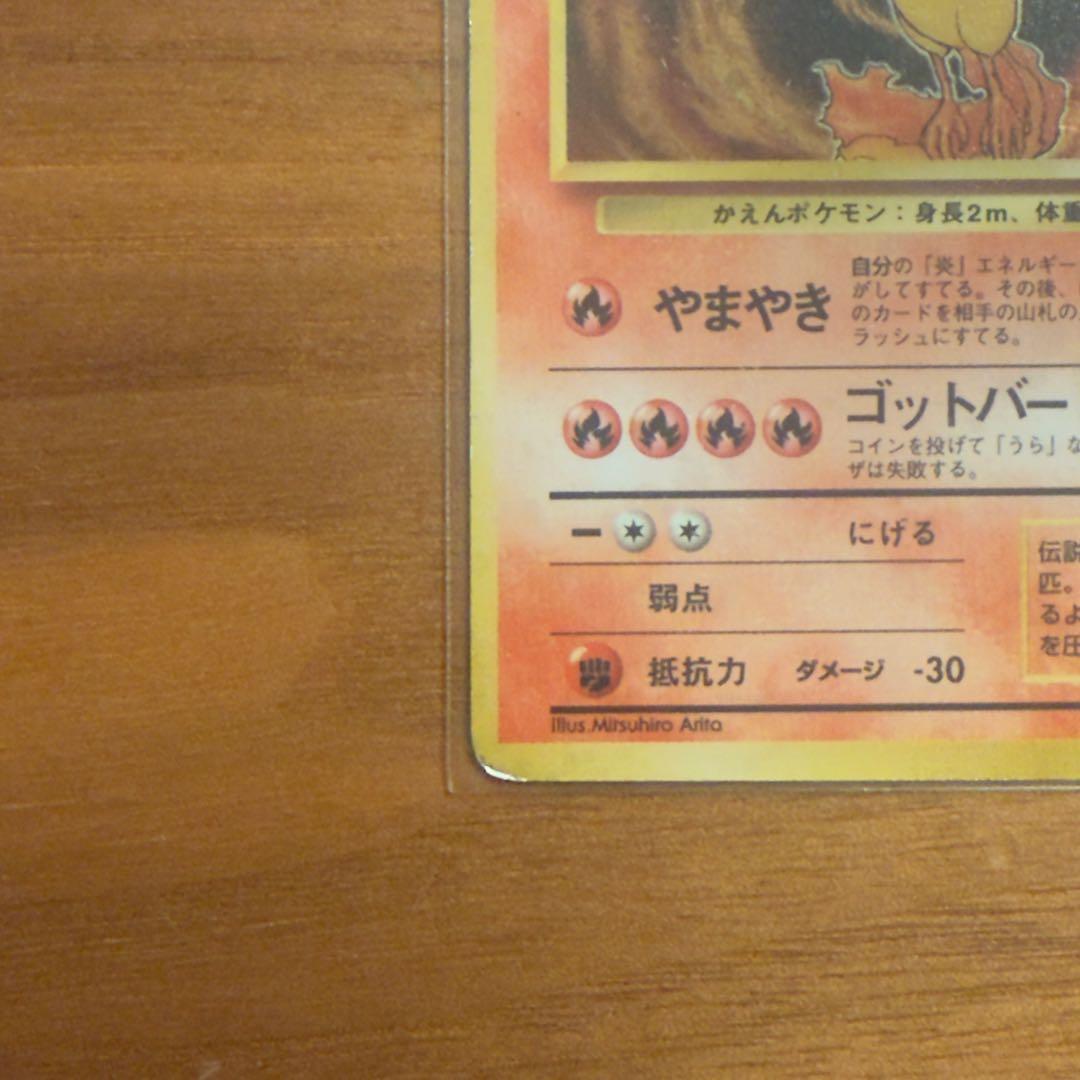 かえんポケモン：身長2m、体重
やまやき
自分の「炎」エネルギー
がしてすてる。その後、
のカードを相手の山札の
ラッシュにすてる。
ゴットバー
コインを投げて「うら」な
ザは失敗する。
にげる
弱点
抵抗力 ダメージ -30
伝説
匹。
るよ
を圧
Illus.Mitsuhiro Arita